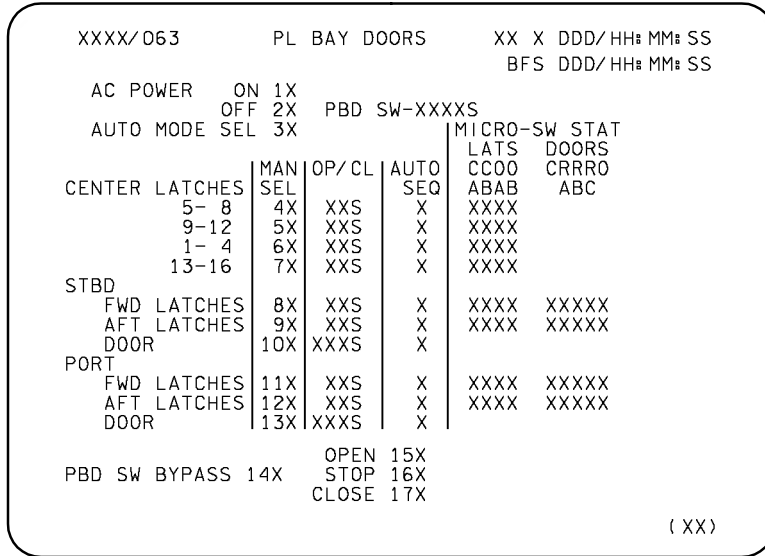 XXXX/063 PL BAY DOORS XX X DDD/HH:MM:SS
BFS DDD/HH:MM:SS
AC POWER ON 1X
OFF 2X PBD SW-XXXXS
AUTO MODE SEL 3X MICRO-SW STAT
LATS DOORS
MAN OP/CL AUTO CCOO CRRRO
CENTER LATCHES SEL SEQ ABAB ABC
5- 8 4X XXS X XXXX
9-12 5X XXS X XXXX
1- 4 6X XXS X XXXX
13-16 7X XXS X XXXX
STBD
FWD LATCHES 8X XXS X XXXX XXXXX
AFT LATCHES 9X XXS X XXXX XXXXX
DOOR 10X XXXS X
PORT
FWD LATCHES 11X XXS X XXXX XXXXX
AFT LATCHES 12X XXS X XXXX XXXXX
DOOR 13X XXXS X
OPEN 15X
PBD SW BYPASS 14X STOP 16X
CLOSE 17X
(XX)